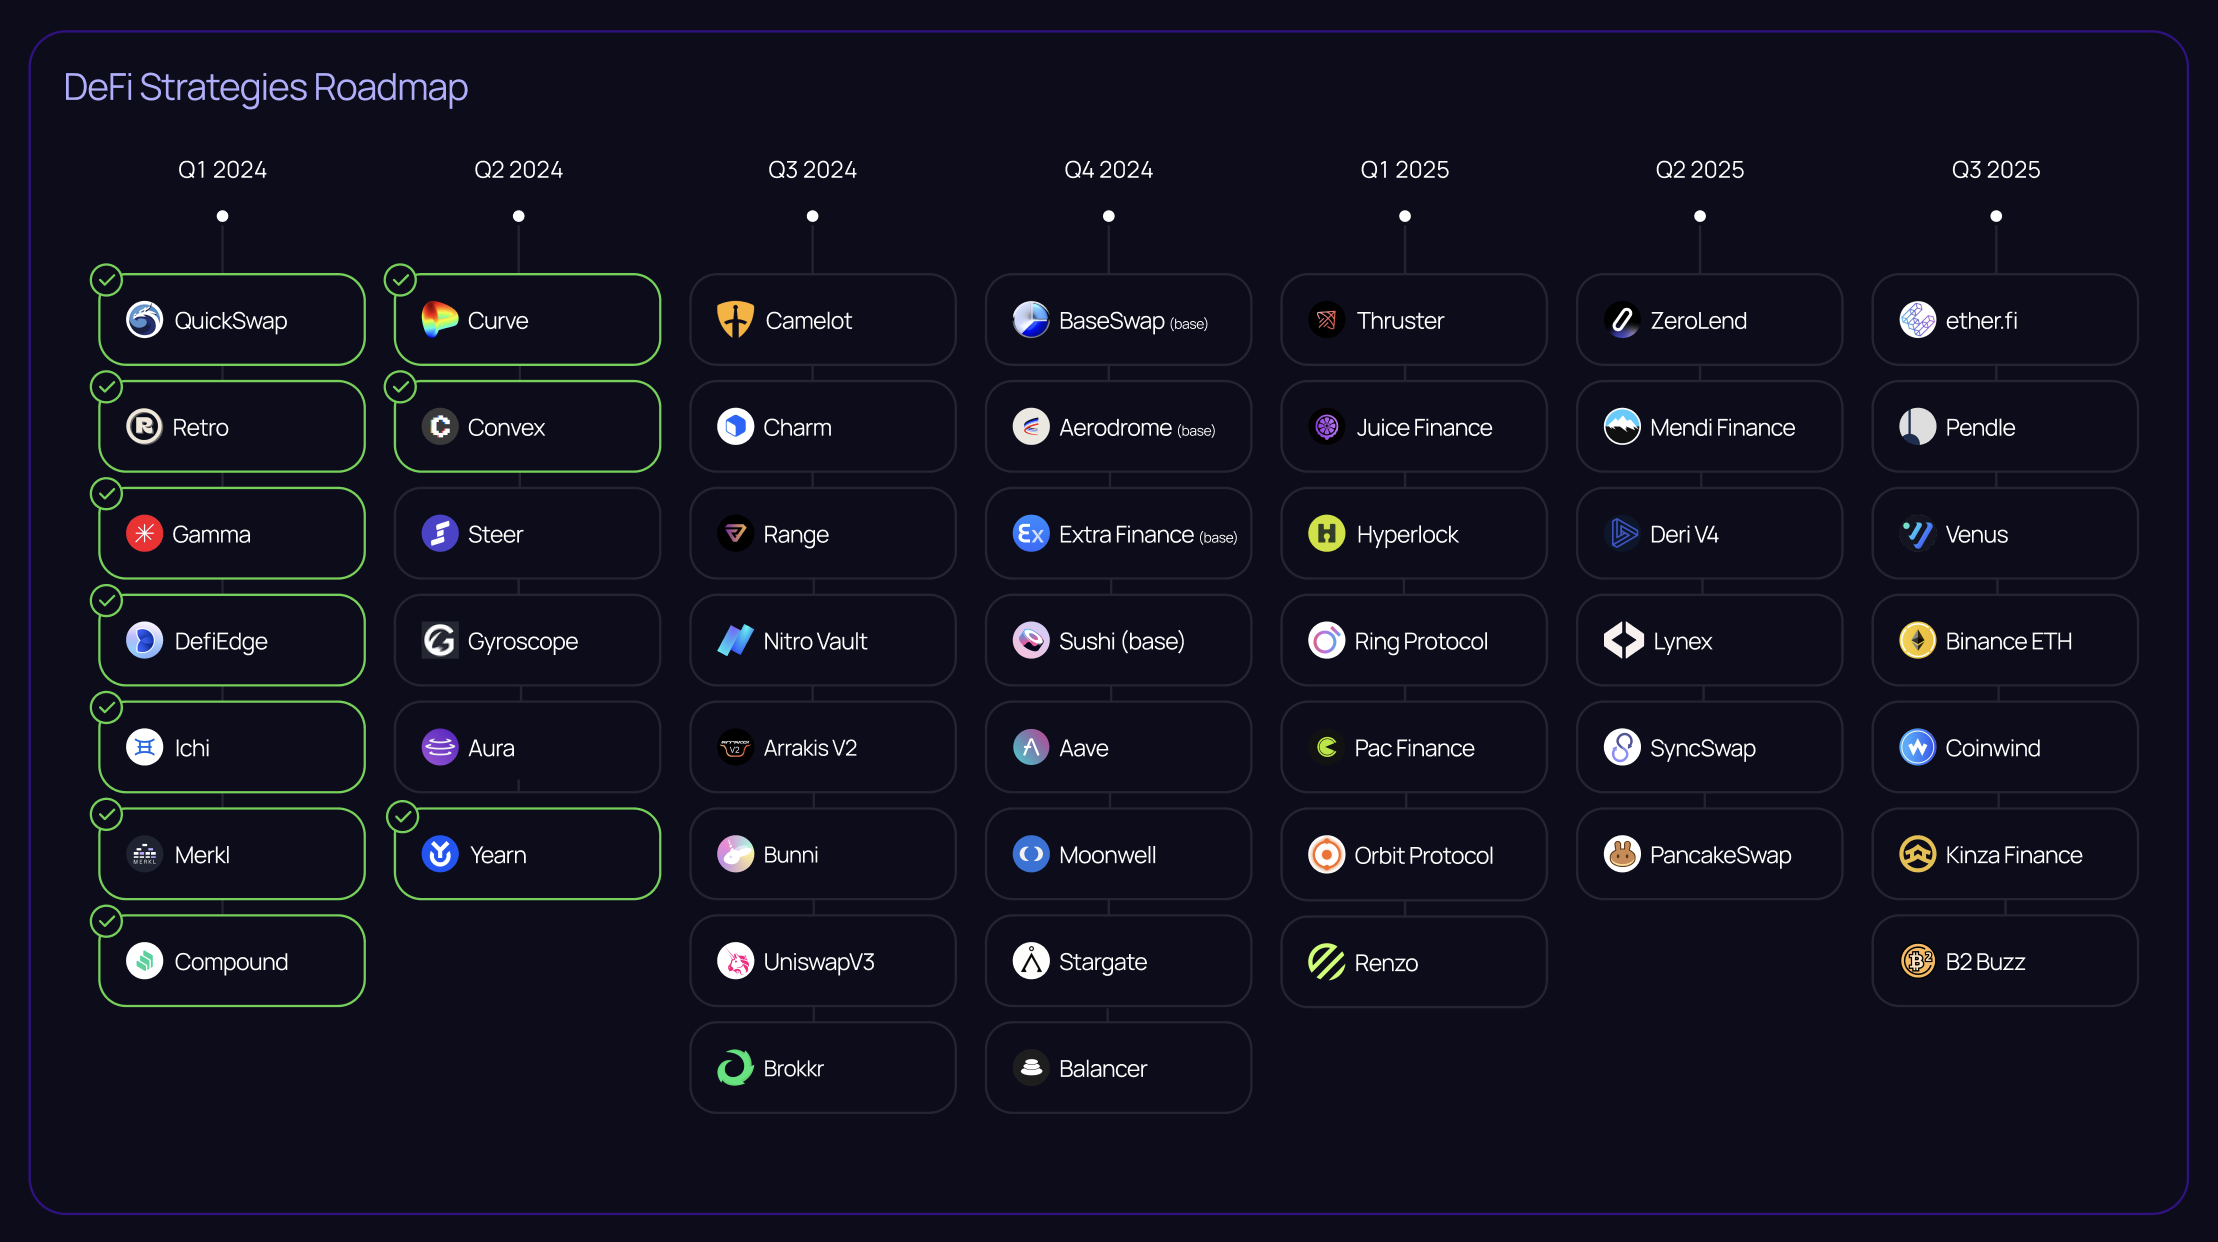 DeFi Strategies Roadmap
Q1 2024
QuickSwap
Retro
Gamma
DefiEdge
Ichi
MERKL
Merkl
Compound
Q2 2024
Curve
Convex
Steer
Gyroscope
Aura
Yearn
Q3 2024
Camelot
Charm
Range
Nitro Vault
V2
Arrakis V2
Bunni
UniswapV3
Brokkr
Q4 2024
BaseSwap (base)
Aerodrome (base)
Ex
Extra Finance (base)
Sushi (base)
Aave
Moonwell
Stargate
Balancer
Q1 2025
Thruster
Juice Finance
Hyperlock
Ring Protocol
Pac Finance
Orbit Protocol
Renzo
Q2 2025
ZeroLend
Mendi Finance
Deri V4
Lynex
SyncSwap
PancakeSwap
Q3 2025
ether.fi
Pendle
Venus
Binance ETH
Coinwind
Kinza Finance
B2 Buzz